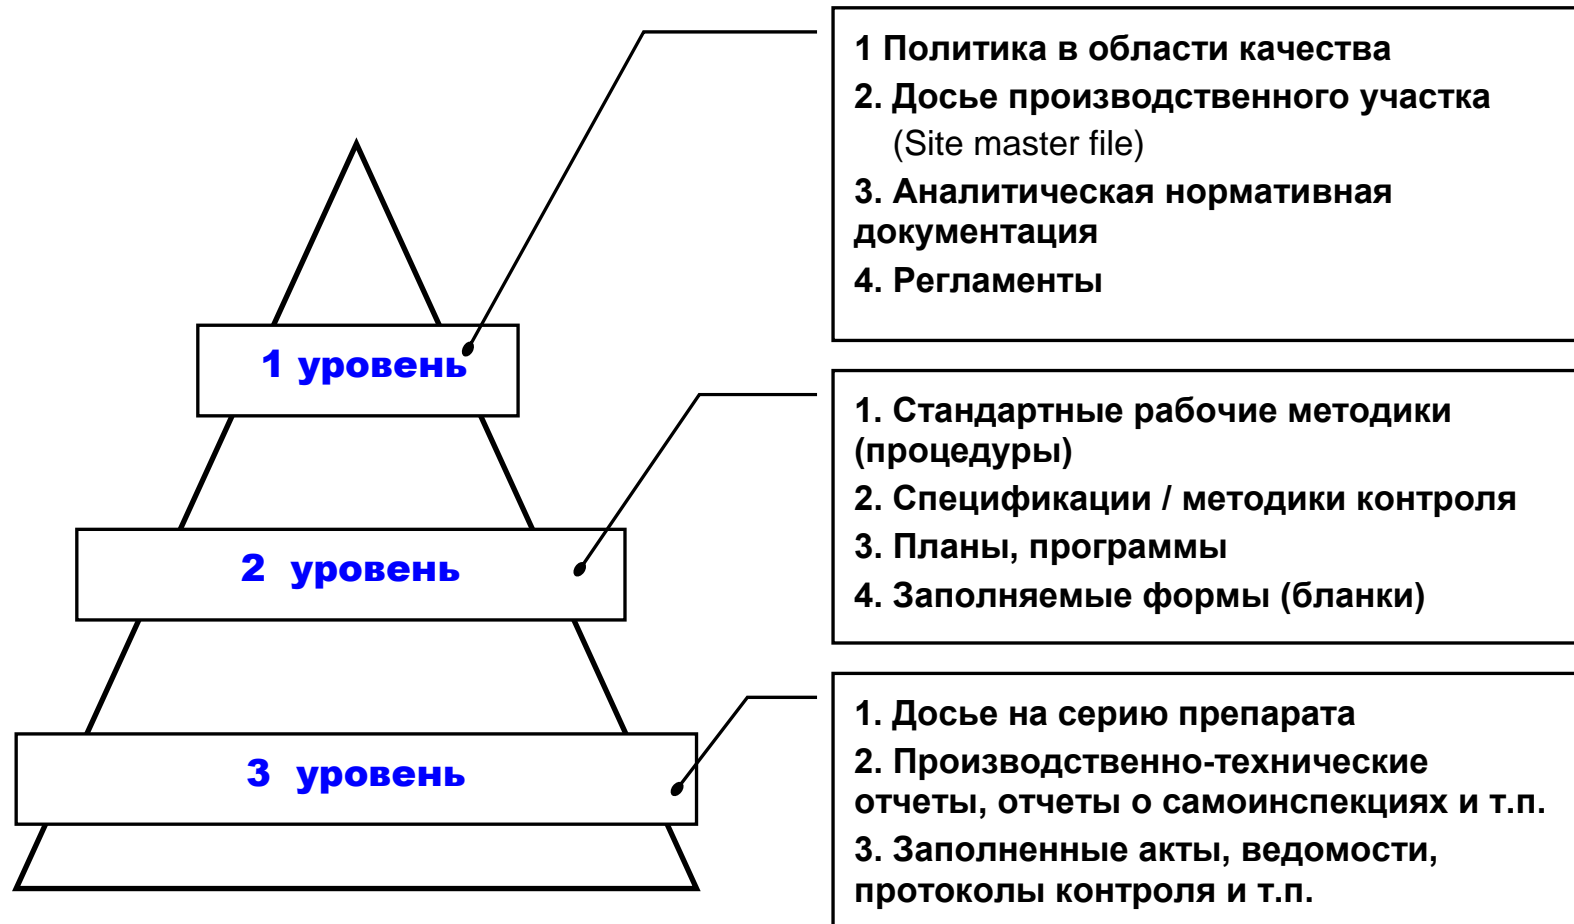 1 Политика в области качества
2. Досье производственного участка
(Site master file)
3. Аналитическая нормативная
документация
4. Регламенты
1 уровень
1. Стандартные рабочие методики
(процедуры)
2. Спецификации / методики контроля
3. Планы, программы
4. Заполняемые формы (бланки)
2 уровень
1. Досье на серию препарата
2. Производственно-технические
отчеты, отчеты о самоинспекциях и т.п.
3. Заполненные акты, ведомости,
протоколы контроля и т.п.
3 уровень